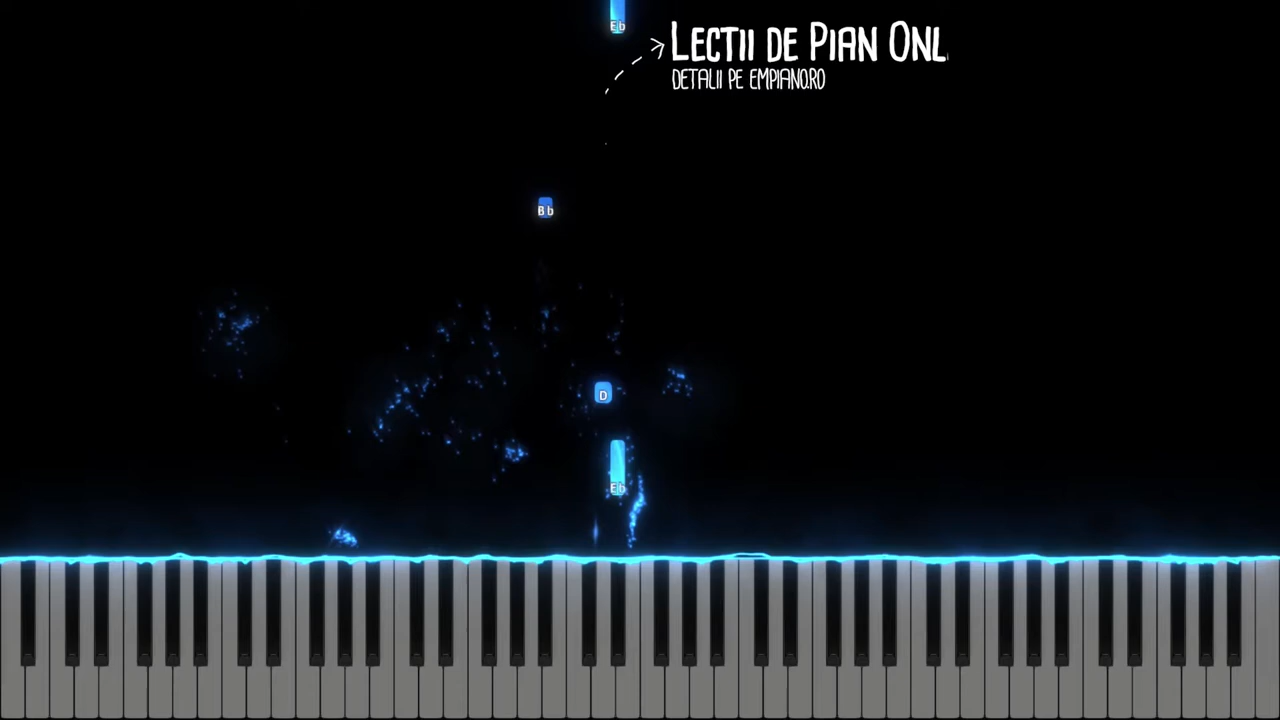 Eb
LECTII DE PIAN ONL
DETALII PE EMPIANO.RO
Bb
D
Eb